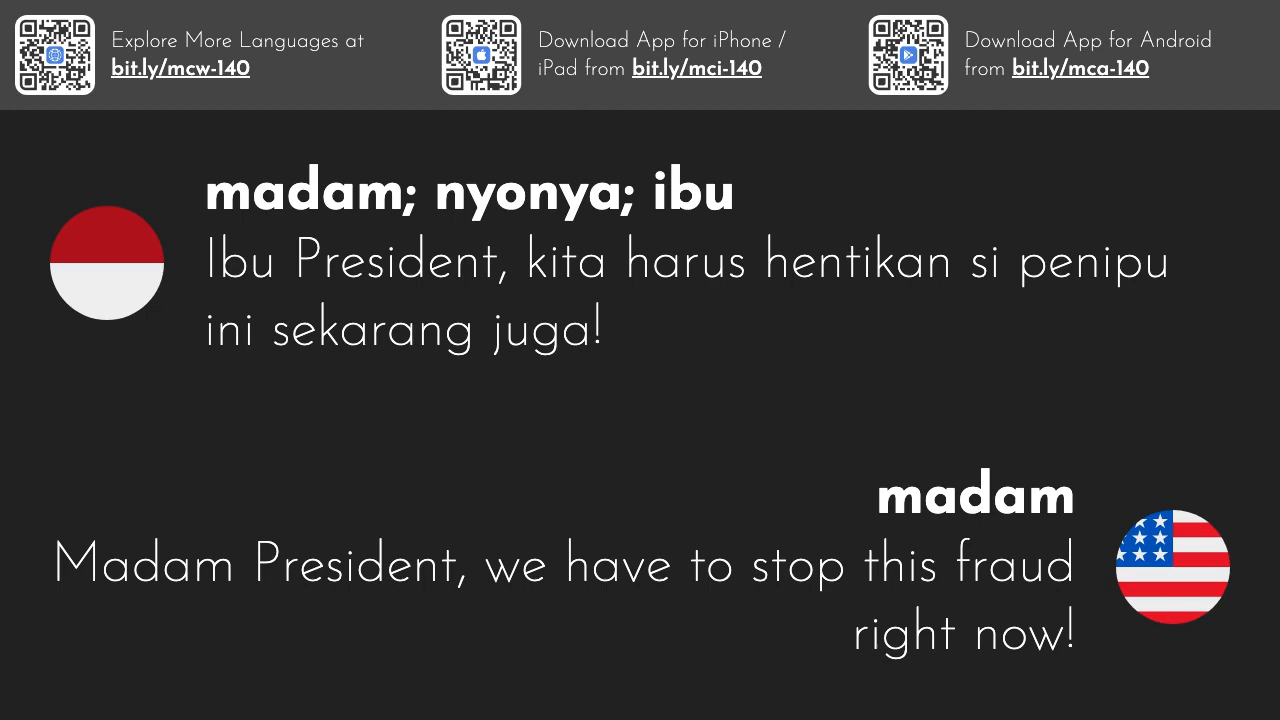 Explore More Languages at
bit.ly/mcw-140
Download App for iPhone /
iPad from bit.ly/mci-140
Download App for Android
from bit.ly/mca-140
madam; nyonya; ibu
Ibu President, kita harus hentikan si penipu
ini sekarang juga!
madam
Madam President, we have to stop this fraud
right now!